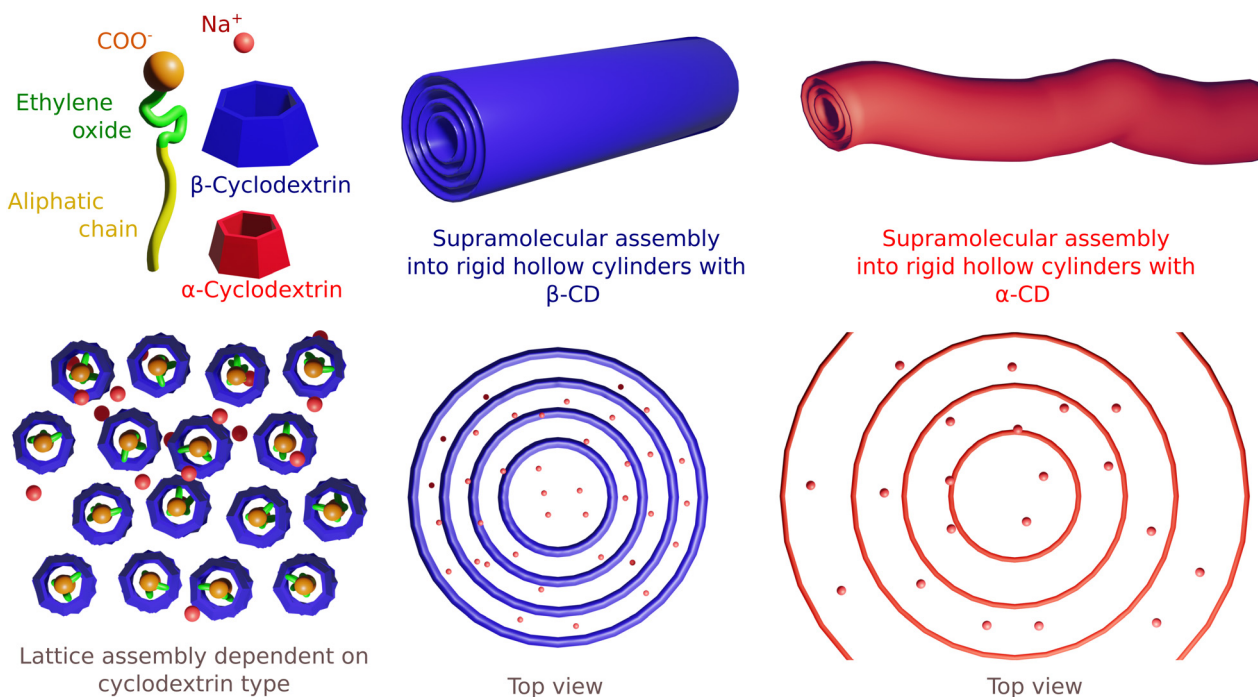 Na⁺
COO⁻
Ethylene
oxide
β-Cyclodextrin
Aliphatic
chain
α-Cyclodextrin
Supramolecular assembly
into rigid hollow cylinders with
β-CD
Supramolecular assembly
into rigid hollow cylinders with
α-CD
Lattice assembly dependent on
cyclodextrin type
Top view
Top view